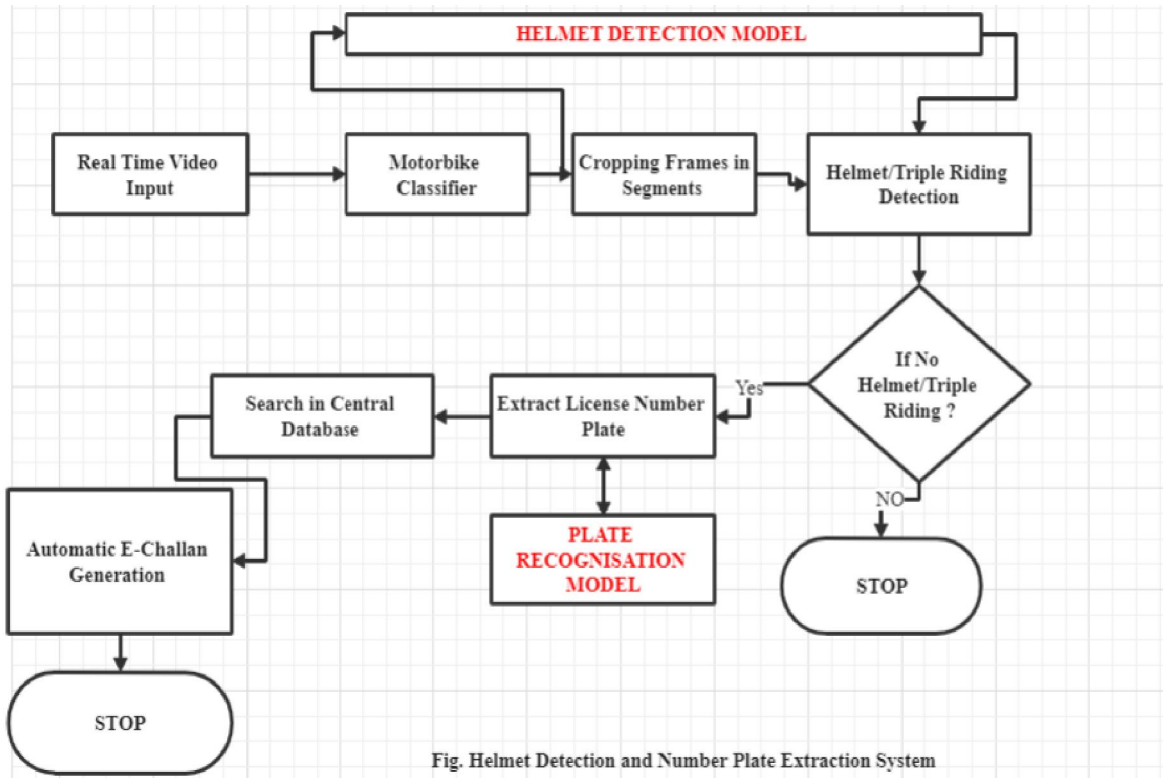 HELMET DETECTION MODEL
Real Time Video
Input
Motorbike
Classifier
Cropping Frames in
Segments
Helmet/Triple Riding
Detection
If No
Helmet/Triple
Riding ?
Yes
Extract License Number
Plate
Search in Central
Database
NO
PLATE
RECOGNISATION
MODEL
Automatic E-Challan
Generation
STOP
STOP
Fig. Helmet Detection and Number Plate Extraction System